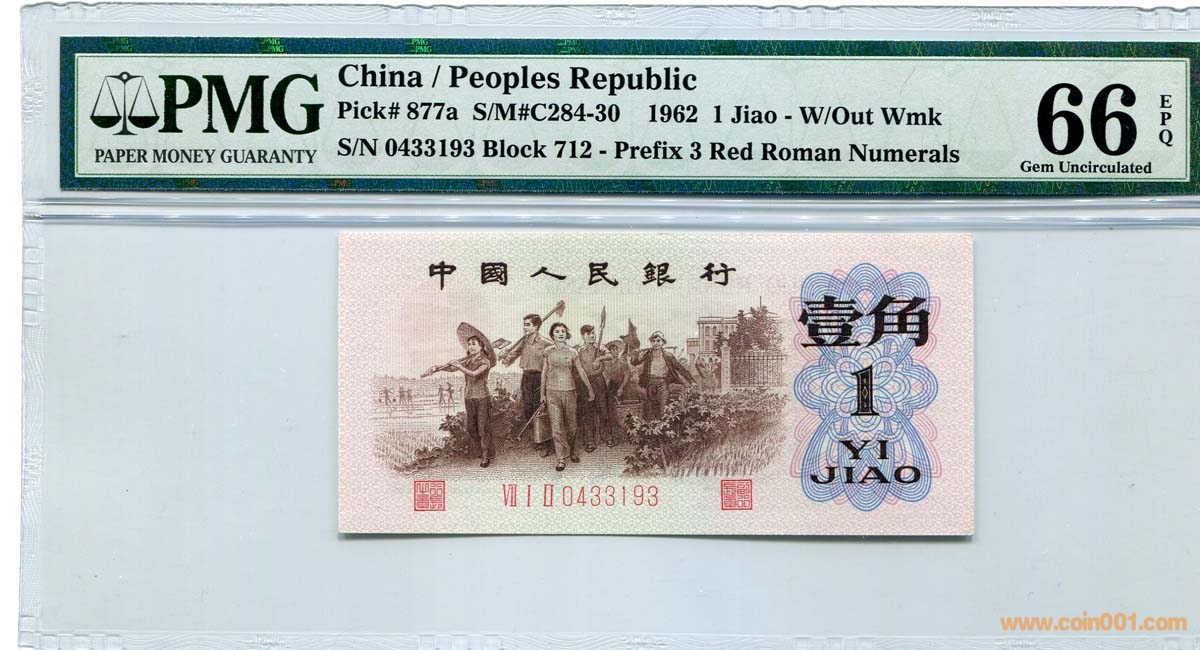 PMG
PAPER MONEY GUARANTY
China / Peoples Republic
Pick# 877a S/M#C284-30 1962 1 Jiao - W/Out Wmk
S/N 0433193 Block 712 - Prefix 3 Red Roman Numerals
66
EPQ
Gem Uncirculated
中國人民銀行
壹角
1
YI
JIAO
Ⅶ Ⅰ Ⅱ 0433193
www.coin001.com